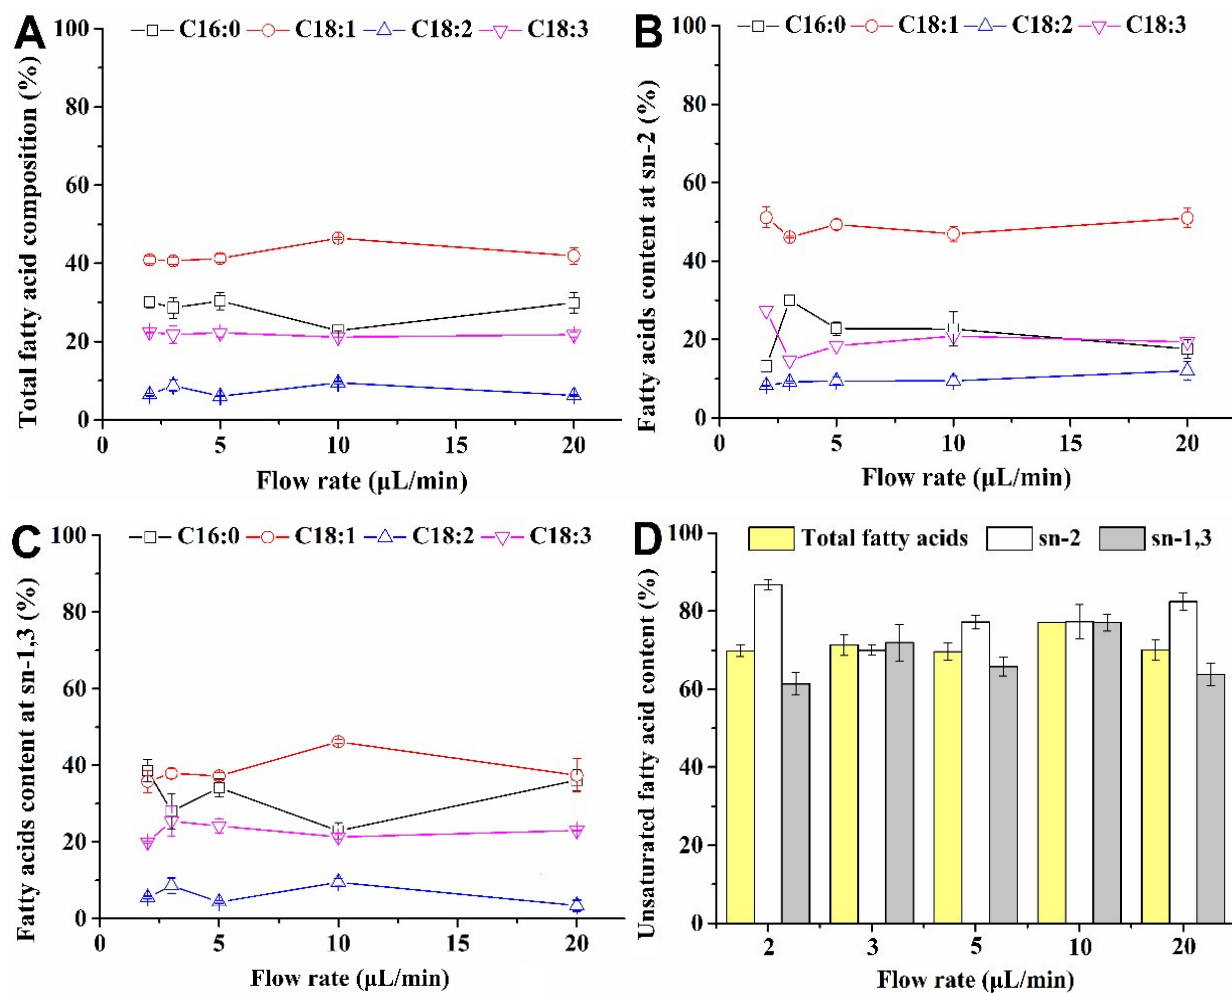 A
C16:0 C18:1 C18:2 C18:3
Total fatty acid composition (%)
100
80
60
40
20
0
0 5 10 15 20
Flow rate (μL/min)
B
C16:0 C18:1 C18:2 C18:3
Fatty acids content at sn-2 (%)
100
80
60
40
20
0
0 5 10 15 20
Flow rate (μL/min)
C
C16:0 C18:1 C18:2 C18:3
Fatty acids content at sn-1,3 (%)
100
80
60
40
20
0
0 5 10 15 20
Flow rate (μL/min)
D
Total fatty acids sn-2 sn-1,3
Unsaturated fatty acid content (%)
100
80
60
40
20
0
2 3 5 10 20
Flow rate (μL/min)